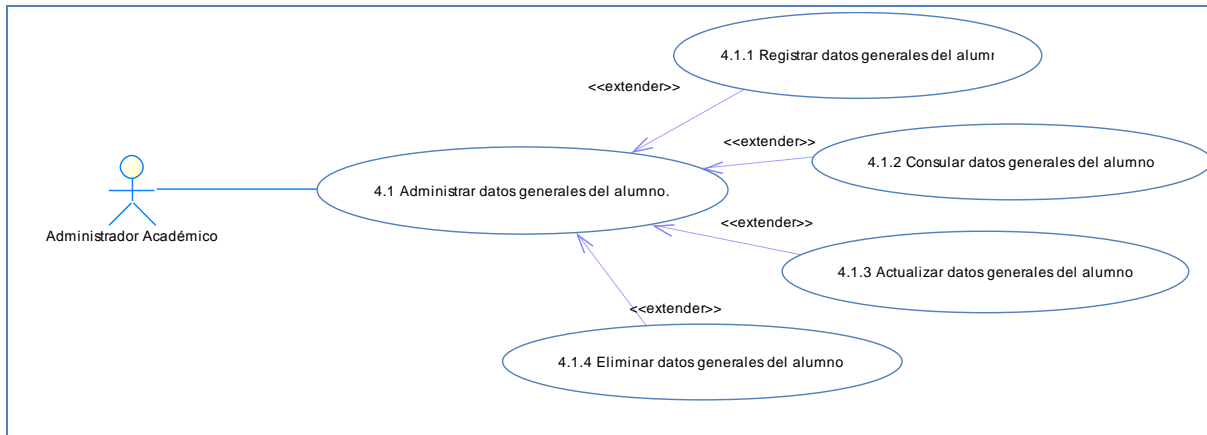 4.1.1 Registrar datos generales del alumr
<<extender>>
<<extender>>
4.1.2 Consular datos generales del alumno
4.1 Administrar datos generales del alumno.
<<extender>>
Administrador Académico
4.1.3 Actualizar datos generales del alumno
<<extender>>
4.1.4 Eliminar datos generales del alumno